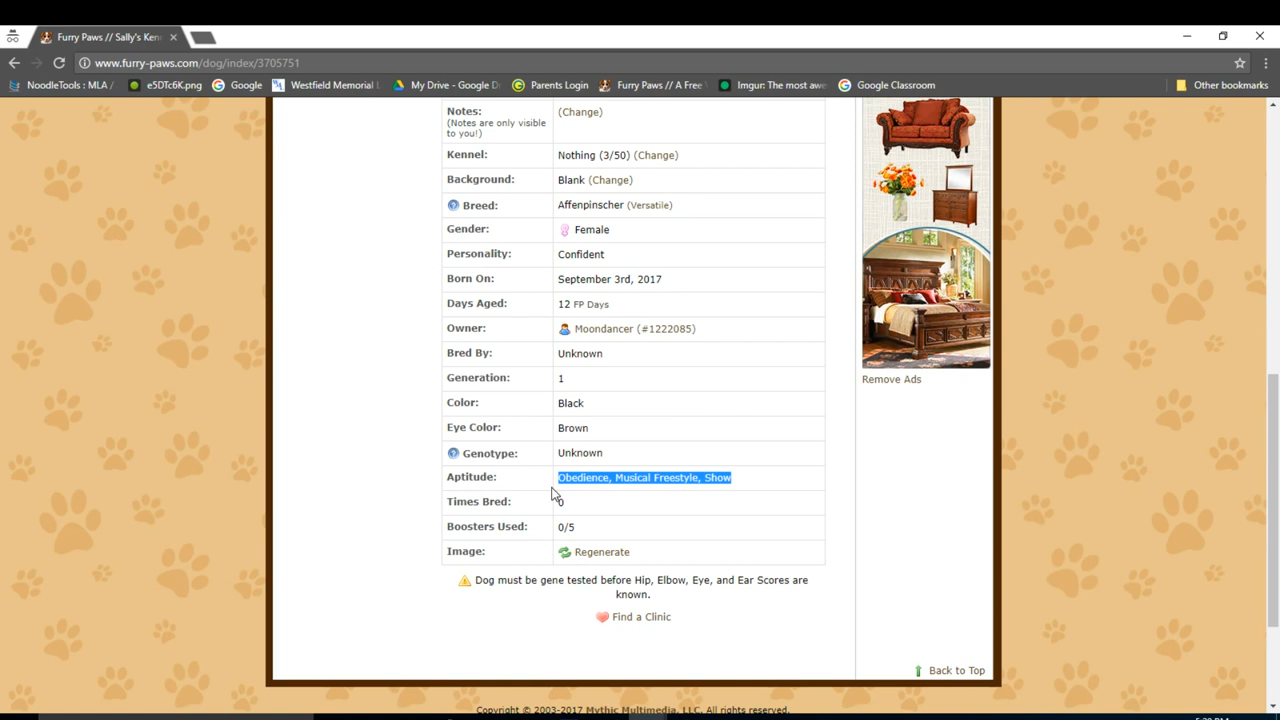 Furry Paws // Sally's Kenn
www.furry-paws.com/dog/index/3705751
NoodleTools : MLA / e5DTc6K.png Google Westfield Memorial L My Drive - Google D Parents Login Furry Paws // A Free Imgur: The most awe Google Classroom Other bookmarks
Notes: (Change)
(Notes are only visible
to you!)
Kennel: Nothing (3/50) (Change)
Background: Blank (Change)
Breed: Affenpinscher (Versatile)
Gender: Female
Personality: Confident
Born On: September 3rd, 2017
Days Aged: 12 FP Days
Owner: Moondancer (#1222085)
Bred By: Unknown
Generation: 1
Color: Black
Eye Color: Brown
Genotype: Unknown
Aptitude: Obedience, Musical Freestyle, Show
Times Bred: 0
Boosters Used: 0/5
Image: Regenerate
Dog must be gene tested before Hip, Elbow, Eye, and Ear Scores are
known.
Find a Clinic
Remove Ads
Back to Top
Copyright © 2003-2017 Mythic Multimedia, LLC. All rights reserved.